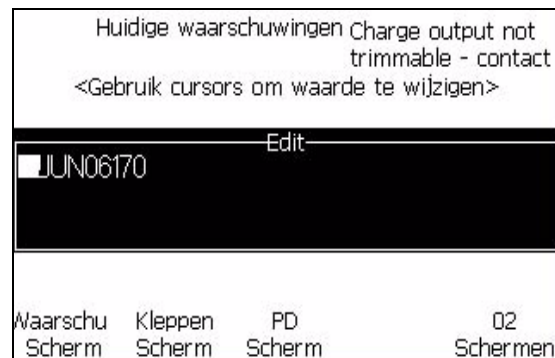 Huidige waarschuwingen Charge output not
trimmable - contact
<Gebruik cursors om waarde te wijzigen>
Edit
JUN06170
Waarschu Kleppen PD 02
Scherm Scherm Scherm Schermen